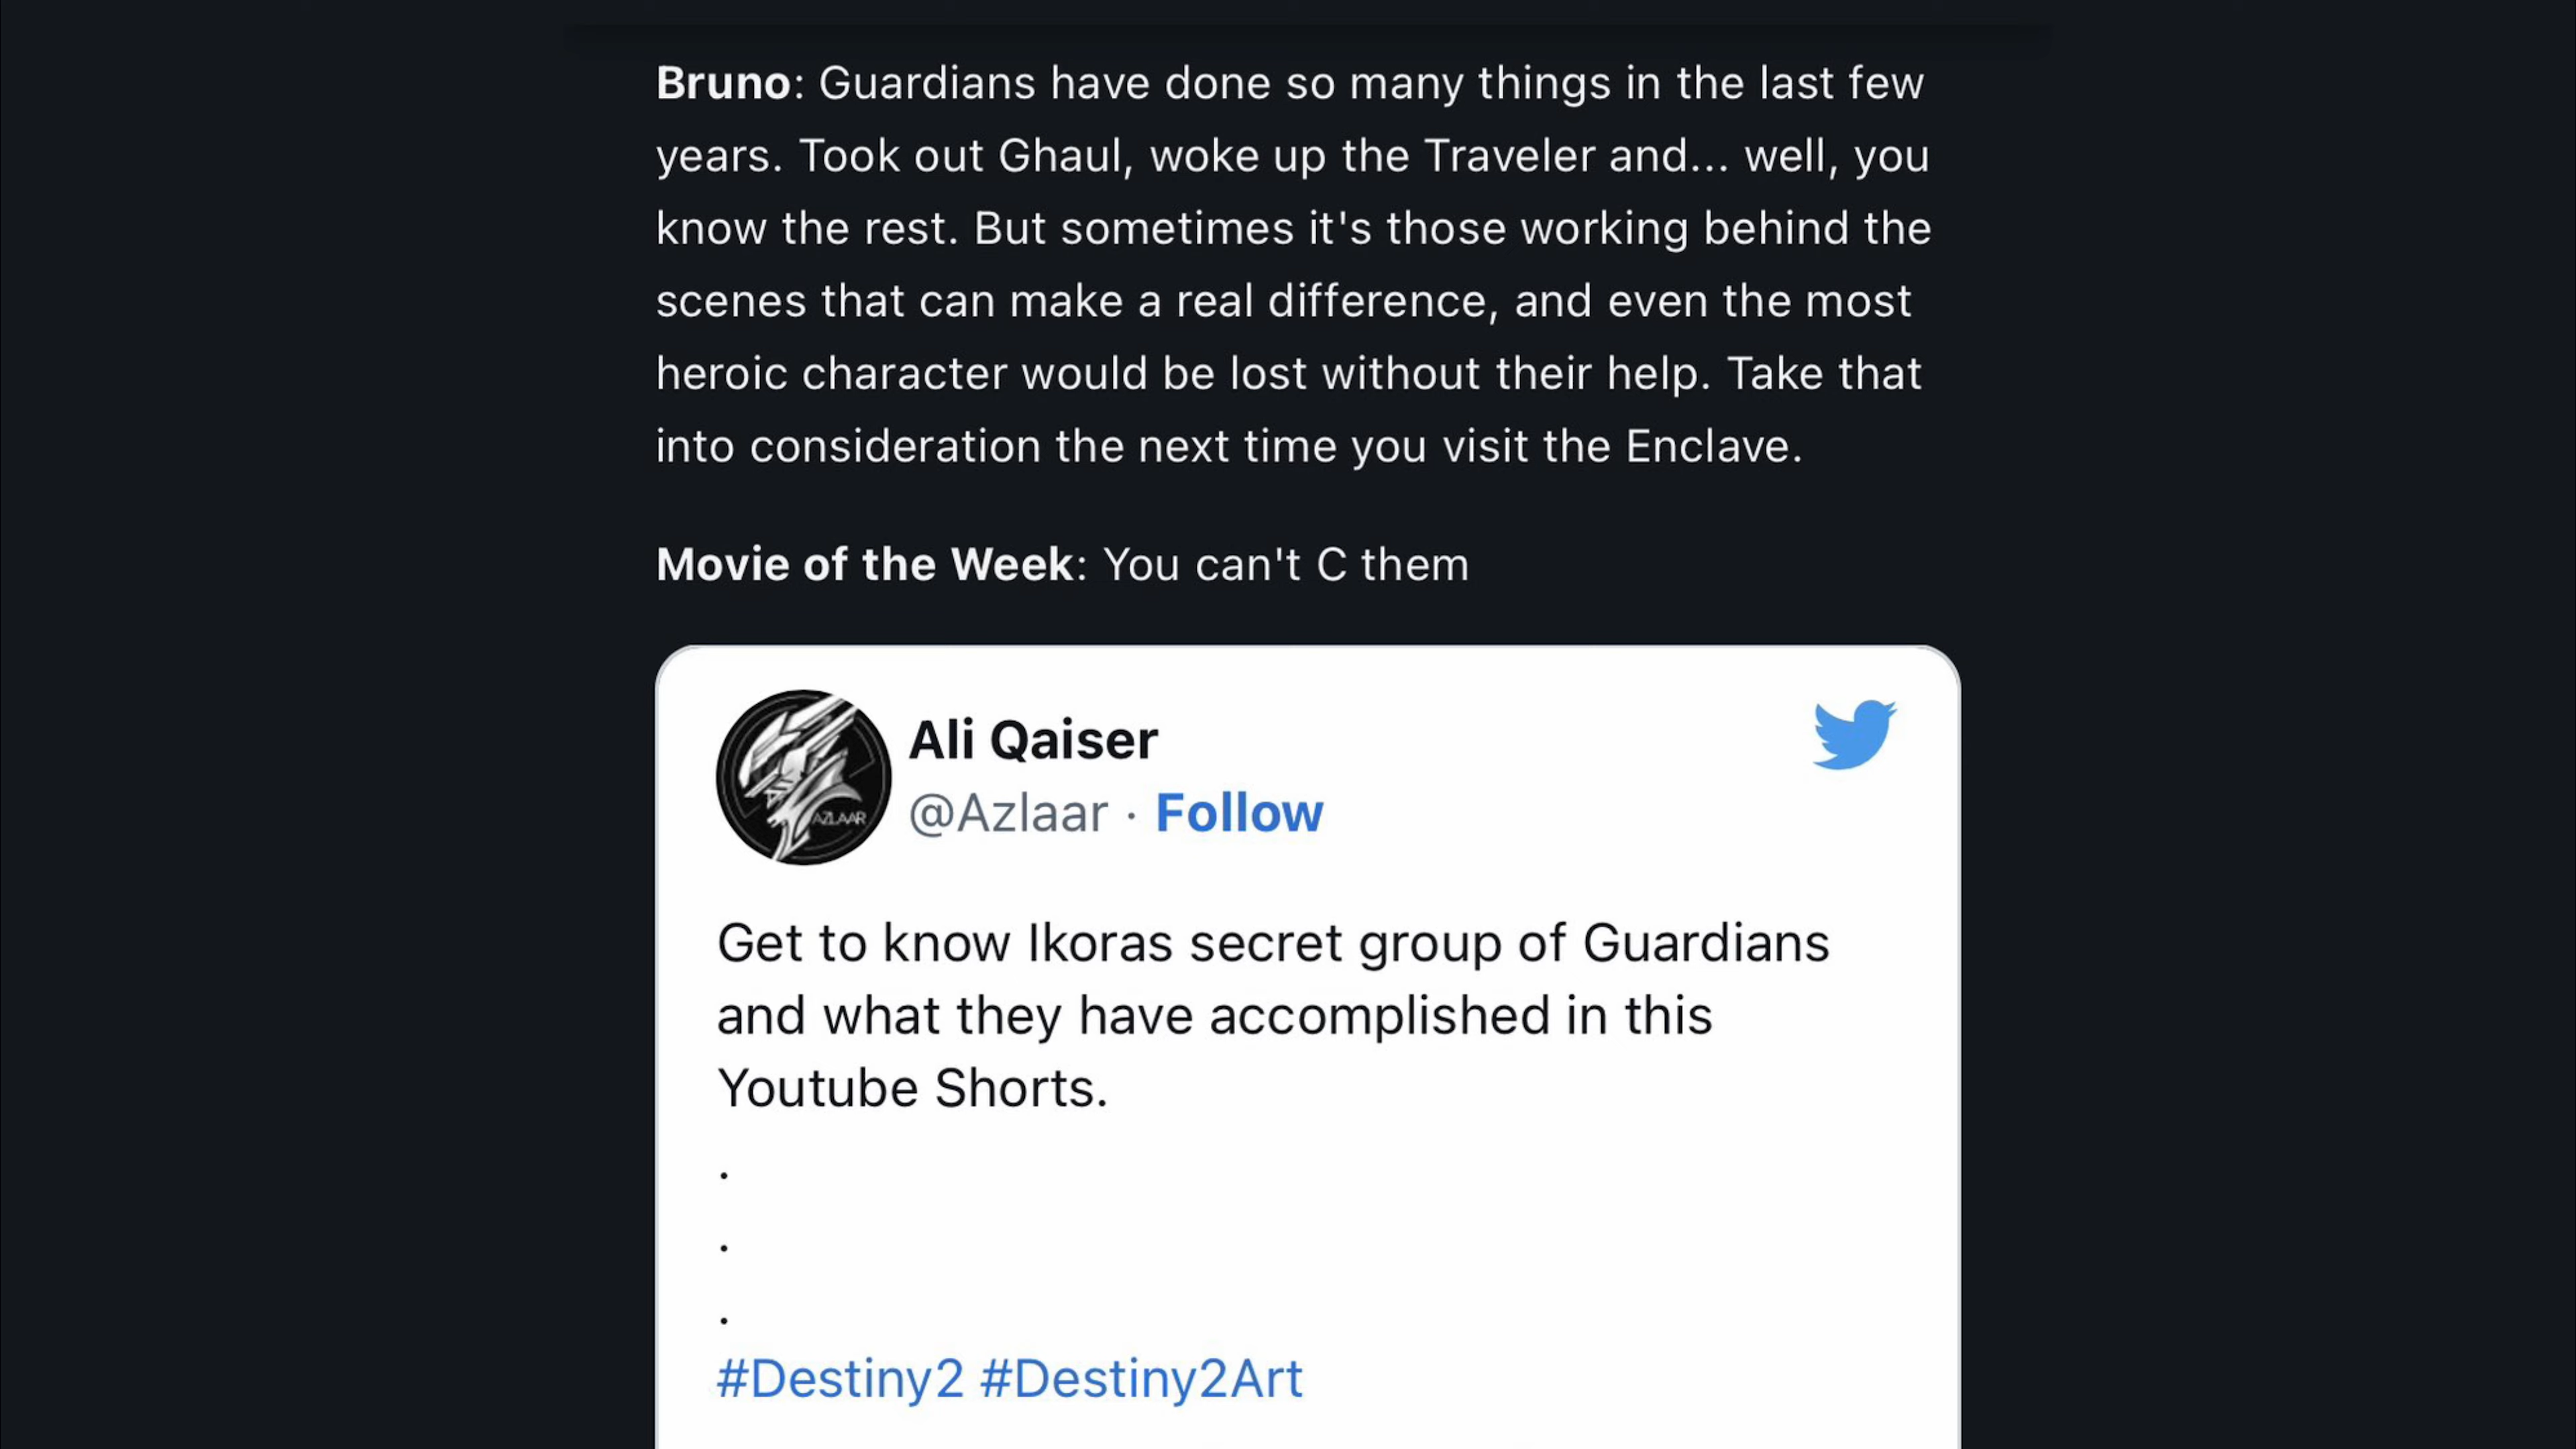 Bruno: Guardians have done so many things in the last few
years. Took out Ghaul, woke up the Traveler and... well, you
know the rest. But sometimes it's those working behind the
scenes that can make a real difference, and even the most
heroic character would be lost without their help. Take that
into consideration the next time you visit the Enclave.
Movie of the Week: You can't C them
AZLAAR
Ali Qaiser
@Azlaar · Follow
Get to know Ikoras secret group of Guardians
and what they have accomplished in this
Youtube Shorts.
.
.
.
#Destiny2 #Destiny2Art